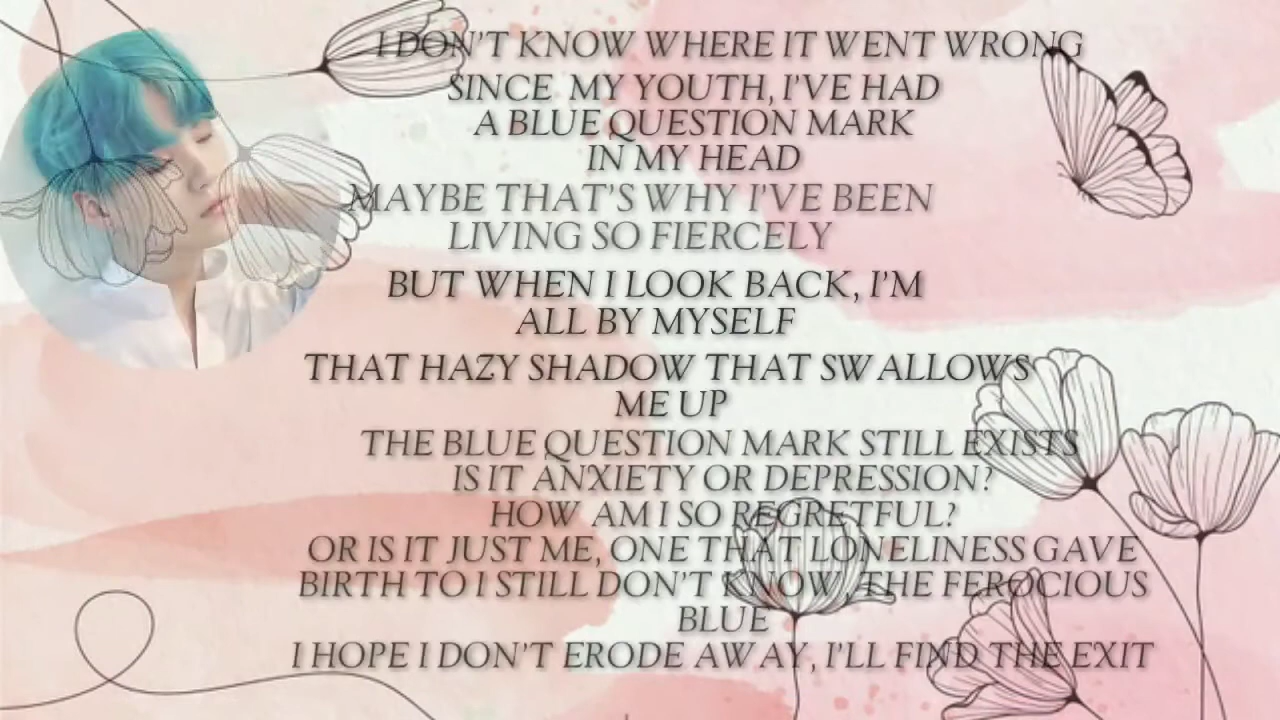 I DON'T KNOW WHERE IT WENT WRONG
SINCE MY YOUTH, I'VE HAD
A BLUE QUESTION MARK
IN MY HEAD
MAYBE THAT'S WHY I'VE BEEN
LIVING SO FIERCELY
BUT WHEN I LOOK BACK, I'M
ALL BY MYSELF
THAT HAZY SHADOW THAT SWALLOWS
ME UP
THE BLUE QUESTION MARK STILL EXISTS
IS IT ANXIETY OR DEPRESSION?
HOW AM I SO REGRETFUL?
OR IS IT JUST ME, ONE THAT LONELINESS GAVE
BIRTH TO I STILL DON'T KNOW, THE FEROCIOUS
BLUE
I HOPE I DON'T ERODE AWAY, I'LL FIND THE EXIT